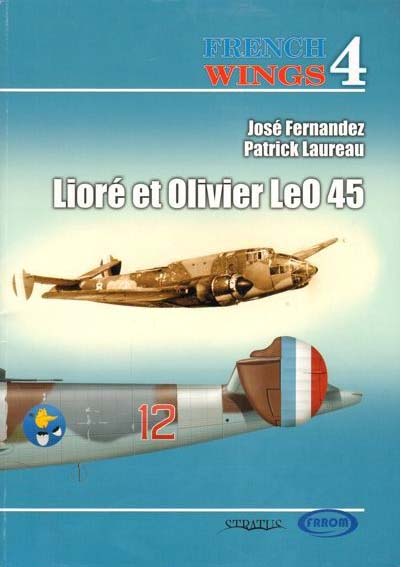 FRENCH
WINGS 4
José Fernandez
Patrick Laureau
Lioré et Olivier LeO 45
12
STRATUS
FRROM